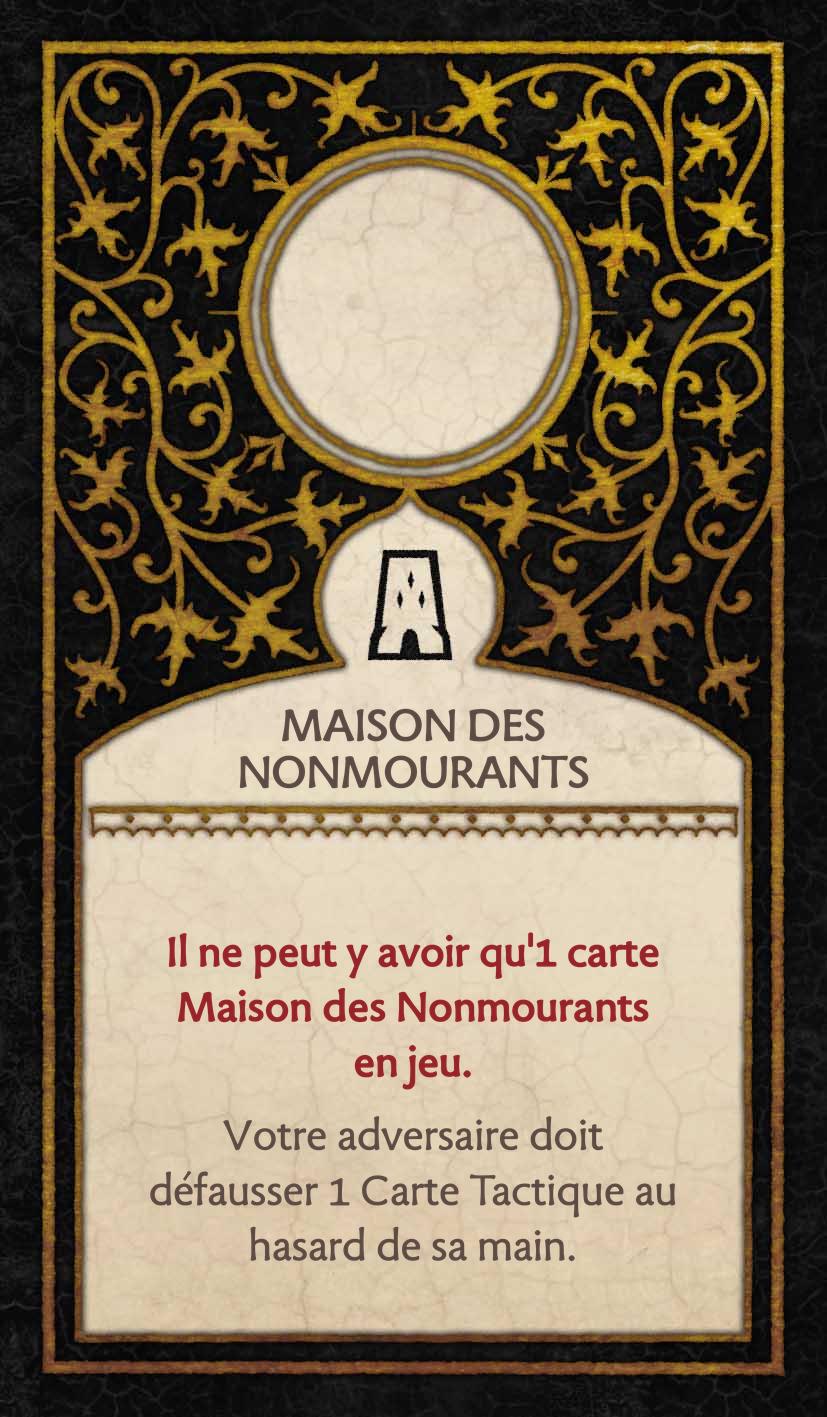 MAISON DES
NONMOURANTS
Il ne peut y avoir qu'1 carte
Maison des Nonmourants
en jeu.
Votre adversaire doit
défausser 1 Carte Tactique au
hasard de sa main.